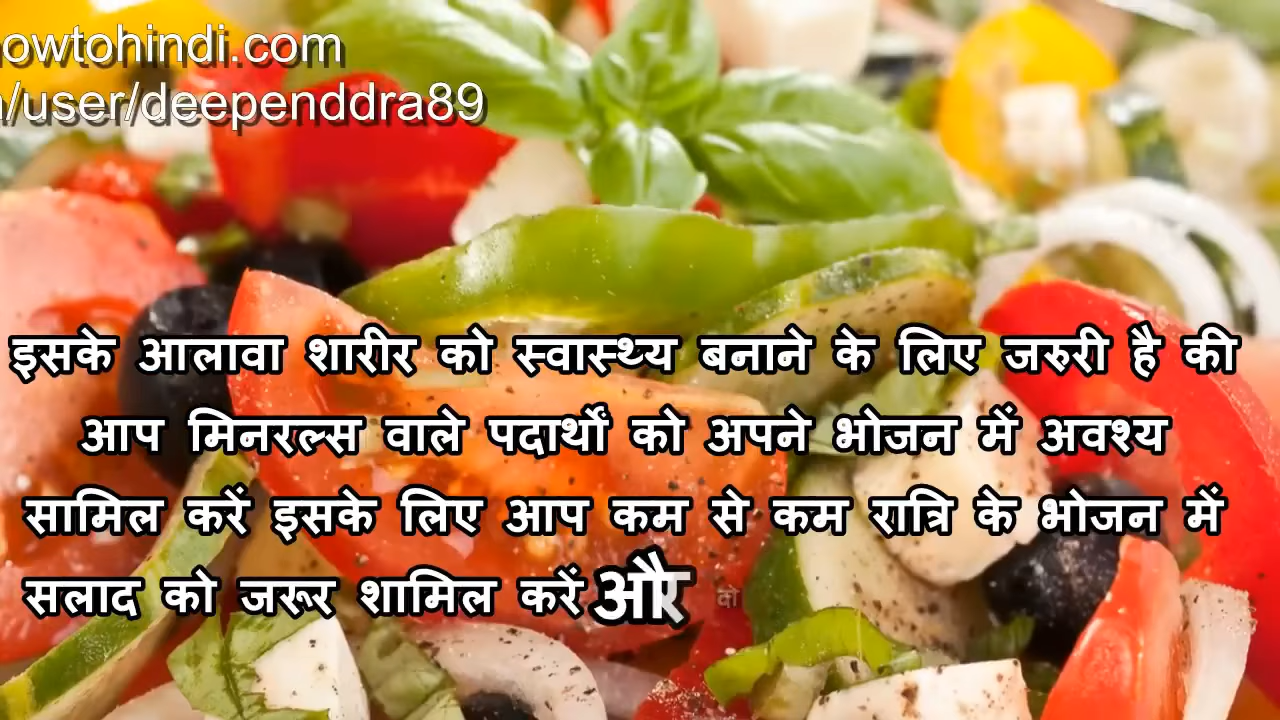 owtohindi.com
/user/deependdra89
इसके आलावा शारीर को स्वास्थ्य बनाने के लिए जरुरी है की
आप मिनरल्स वाले पदार्थों को अपने भोजन में अवश्य
सामिल करें इसके लिए आप कम से कम रात्रि के भोजन में
सलाद को जरूर शामिल करें और वो